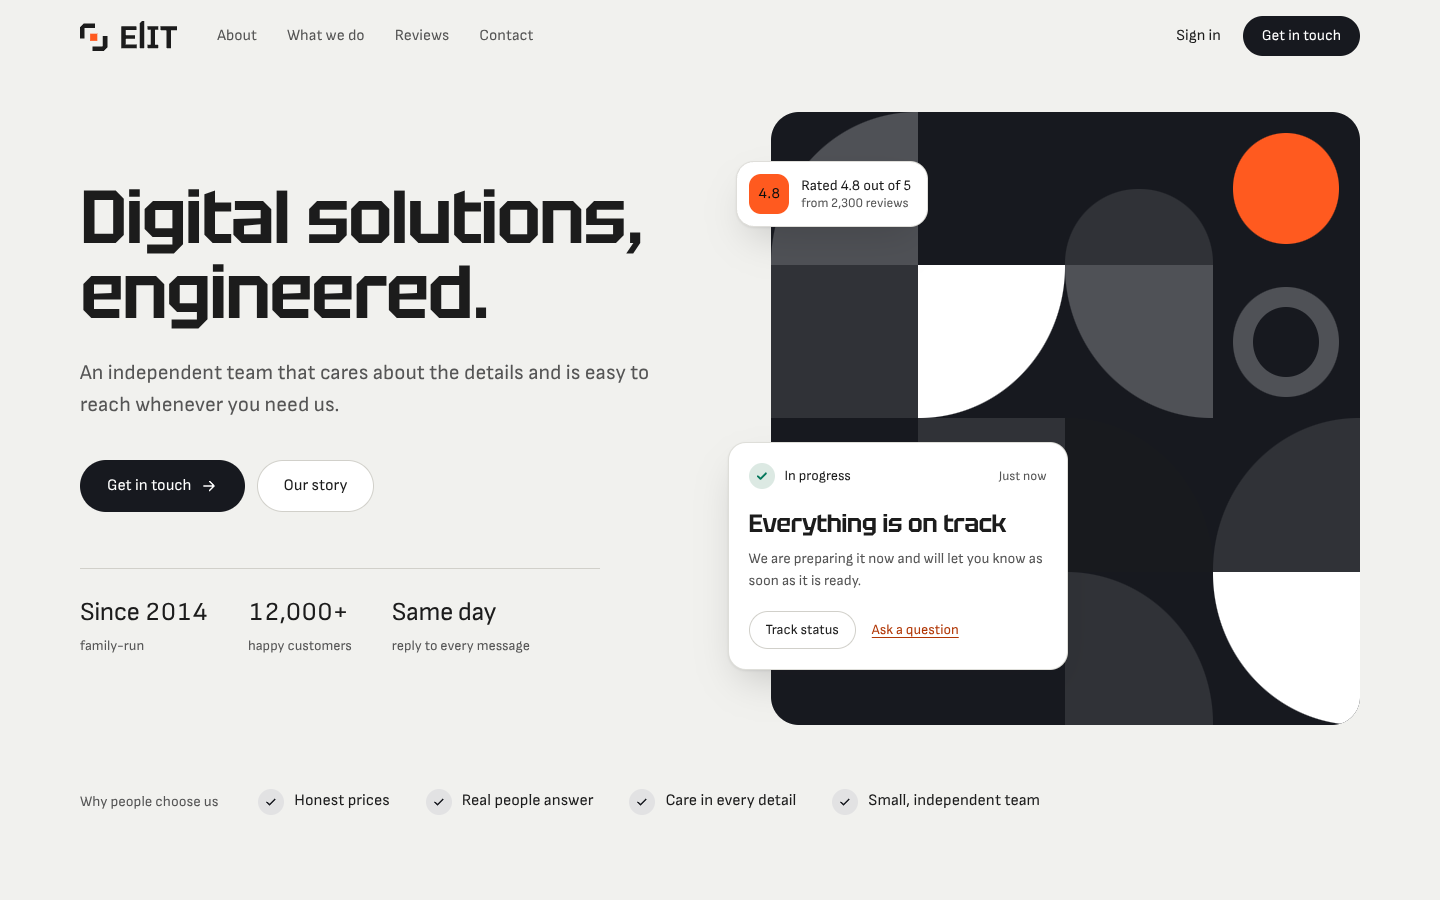 ElIT
About
What we do
Reviews
Contact
Sign in
Get in touch
Digital solutions,
engineered.
An independent team that cares about the details and is easy to
reach whenever you need us.
Get in touch
Our story
Since 2014
family-run
12,000+
happy customers
Same day
reply to every message
4.8
Rated 4.8 out of 5
from 2,300 reviews
In progress
Just now
Everything is on track
We are preparing it now and will let you know as
soon as it is ready.
Track status
Ask a question
Why people choose us
Honest prices
Real people answer
Care in every detail
Small, independent team